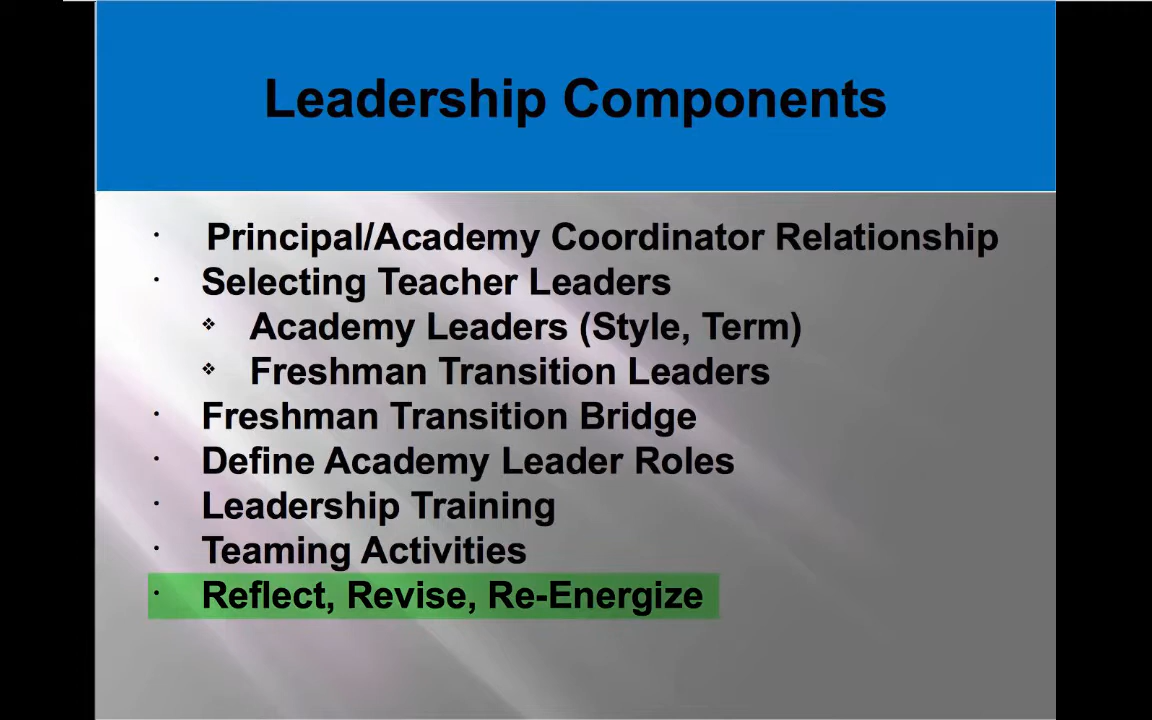 Leadership Components
· Principal/Academy Coordinator Relationship
· Selecting Teacher Leaders
❖ Academy Leaders (Style, Term)
❖ Freshman Transition Leaders
· Freshman Transition Bridge
· Define Academy Leader Roles
· Leadership Training
· Teaming Activities
· Reflect, Revise, Re-Energize